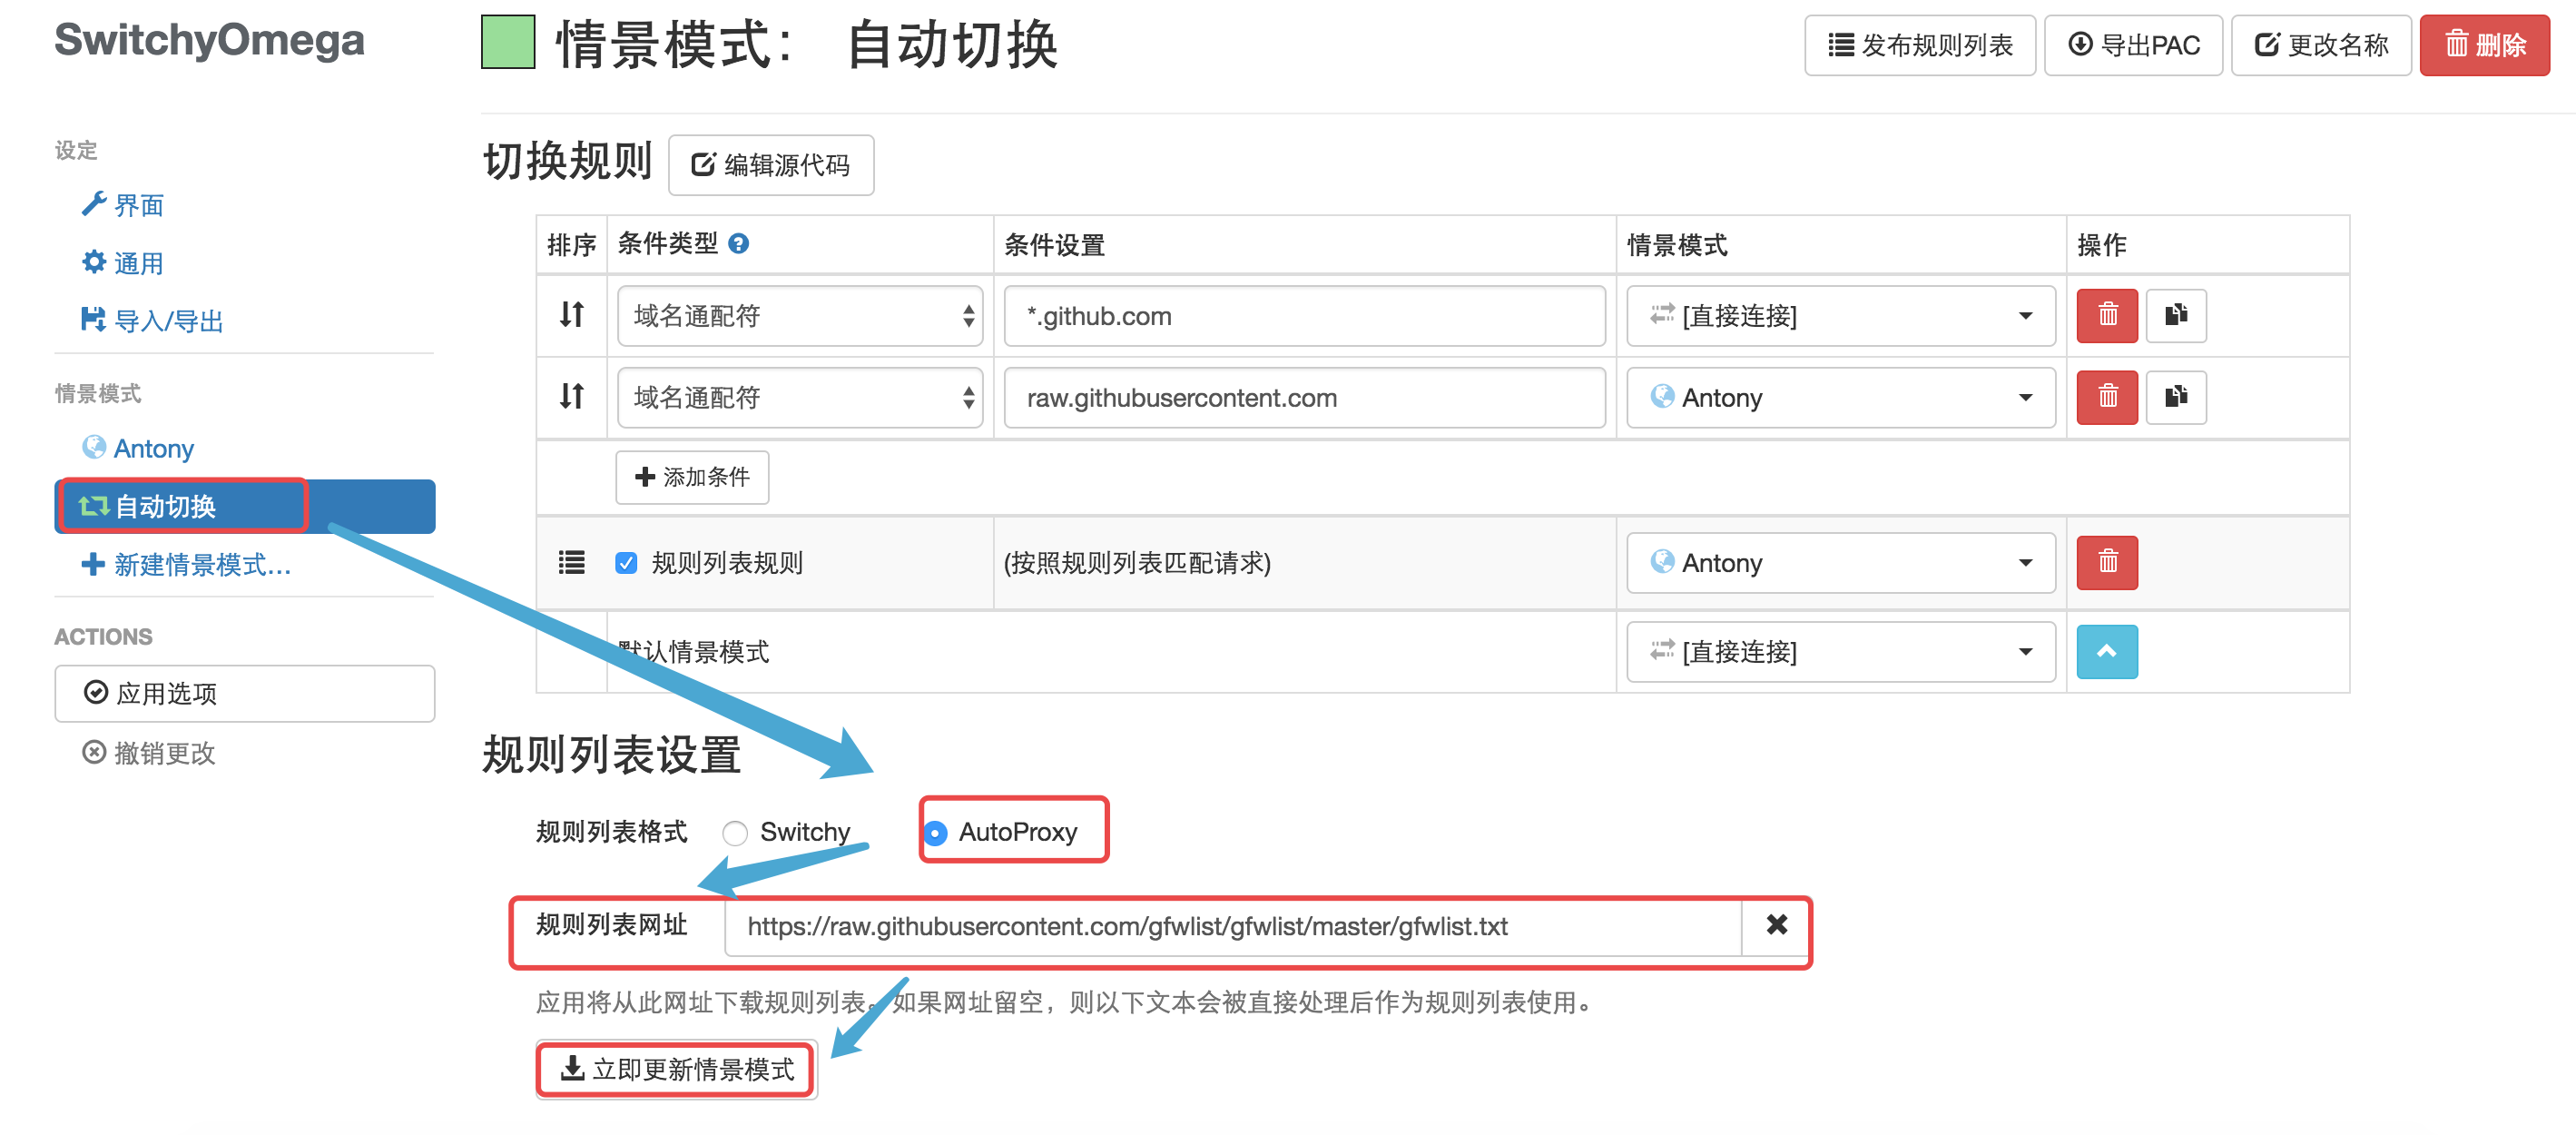 SwitchyOmega
设定
界面
通用
导入/导出
情景模式
Antony
自动切换
新建情景模式...
ACTIONS
应用选项
撤销更改
情景模式： 自动切换
发布规则列表 导出PAC 更改名称 删除
切换规则 编辑源代码
排序 条件类型 条件设置 情景模式 操作
域名通配符 *.github.com [直接连接]
域名通配符 raw.githubusercontent.com Antony
添加条件
规则列表规则 (按照规则列表匹配请求) Antony
默认情景模式 [直接连接]
规则列表设置
规则列表格式 Switchy AutoProxy
规则列表网址 https://raw.githubusercontent.com/gfwlist/gfwlist/master/gfwlist.txt
应用将从此网址下载规则列表。如果网址留空，则以下文本会被直接处理后作为规则列表使用。
立即更新情景模式